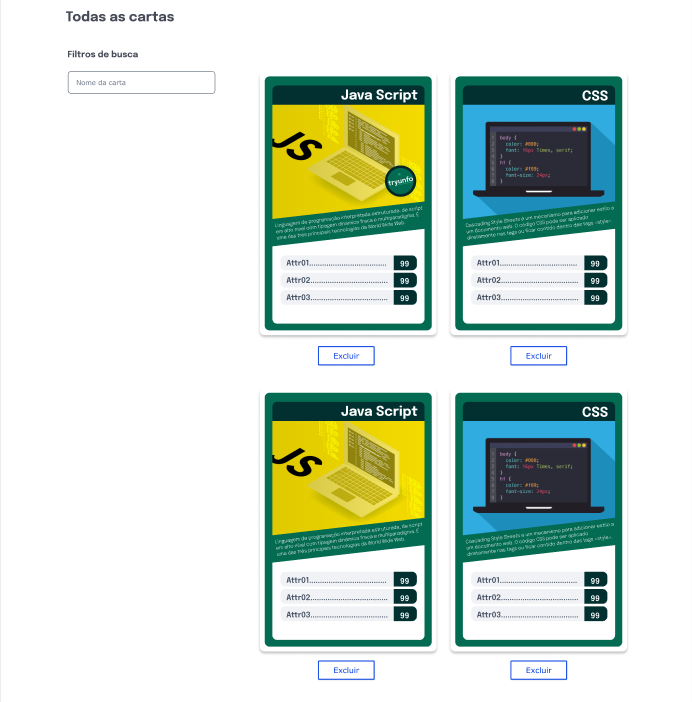 Todas as cartas
Filtros de busca
Nome da carta
Java Script
JS
tryunfo
Linguagem de programação interpretada estruturada, de script
em alto nível com tipagem dinâmica fraca e multiparadigma. É
uma das três principais tecnologias da World Wide Web.
Attr01 99
Attr02 99
Attr03 99
Excluir
CSS
body {
color: #000;
font: 16px Times, serif;
}
h1 {
color: #f09;
font-size: 24px;
}
Cascading Style Sheets é um mecanismo para adicionar estilo a
um documento web. O código CSS pode ser aplicado
diretamente nas tags ou ficar contido dentro das tags <style>.
Attr01 99
Attr02 99
Attr03 99
Excluir
Java Script
JS
Linguagem de programação interpretada estruturada, de script
em alto nível com tipagem dinâmica fraca e multiparadigma. É
uma das três principais tecnologias da World Wide Web.
Attr01 99
Attr02 99
Attr03 99
Excluir
CSS
body {
color: #000;
font: 16px Times, serif;
}
h1 {
color: #f09;
font-size: 24px;
}
Cascading Style Sheets é um mecanismo para adicionar estilo a
um documento web. O código CSS pode ser aplicado
diretamente nas tags ou ficar contido dentro das tags <style>.
Attr01 99
Attr02 99
Attr03 99
Excluir